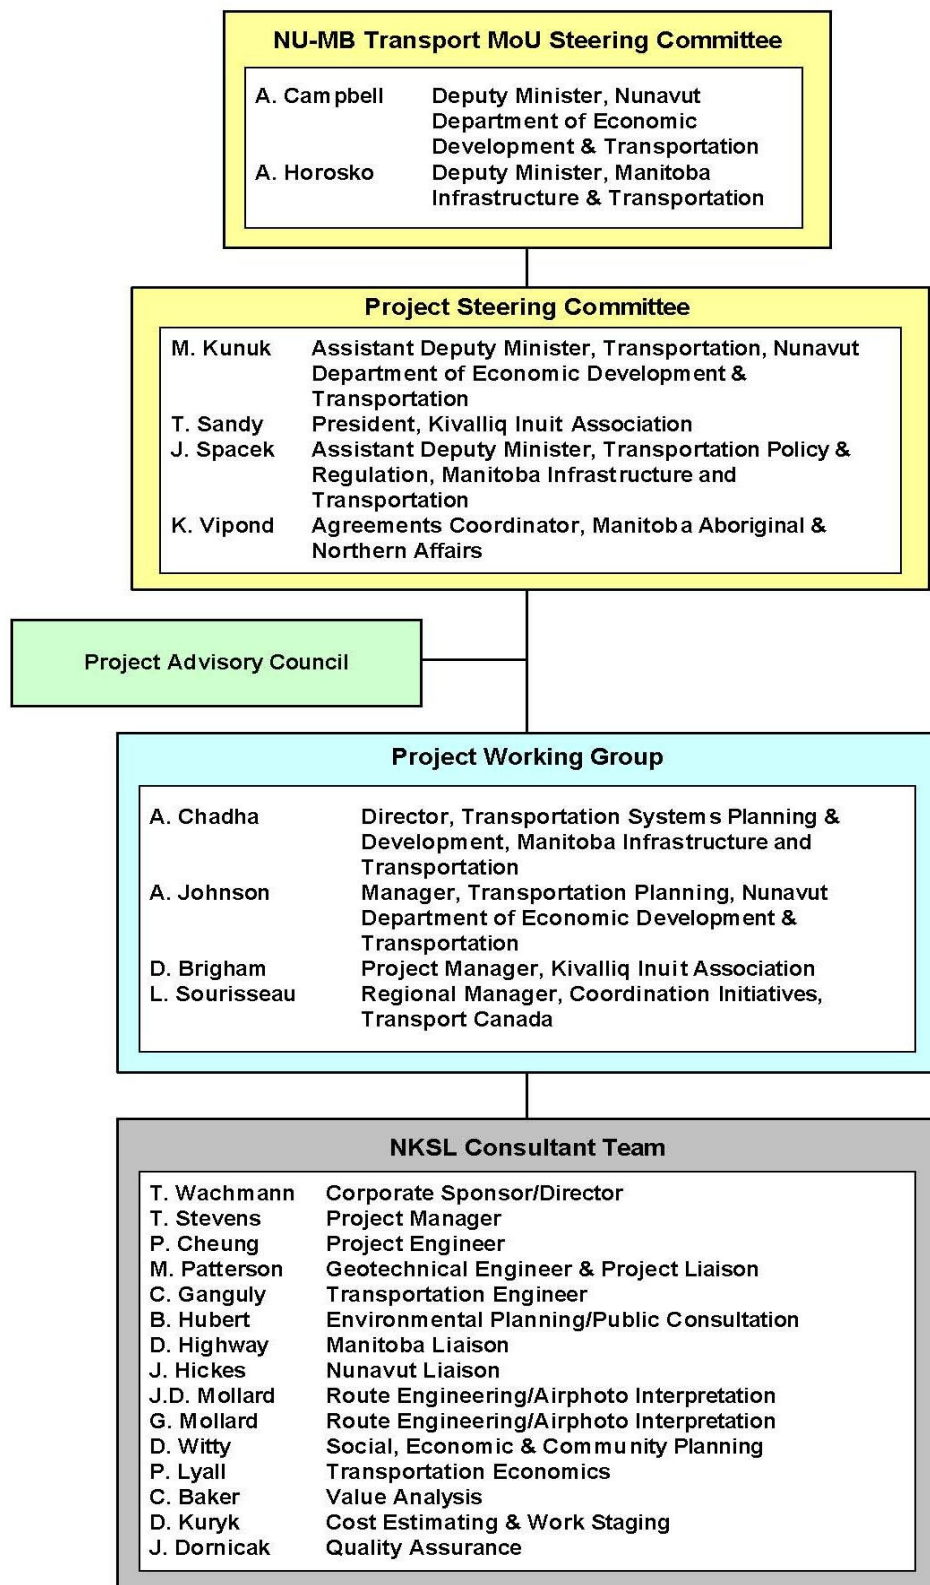 NU-MB Transport MoU Steering Committee
A. Campbell Deputy Minister, Nunavut
Department of Economic
Development & Transportation
A. Horosko Deputy Minister, Manitoba
Infrastructure & Transportation
Project Steering Committee
M. Kunuk Assistant Deputy Minister, Transportation, Nunavut
Department of Economic Development &
Transportation
T. Sandy President, Kivalliq Inuit Association
J. Spacek Assistant Deputy Minister, Transportation Policy &
Regulation, Manitoba Infrastructure and
Transportation
K. Vipond Agreements Coordinator, Manitoba Aboriginal &
Northern Affairs
Project Advisory Council
Project Working Group
A. Chadha Director, Transportation Systems Planning &
Development, Manitoba Infrastructure and
Transportation
A. Johnson Manager, Transportation Planning, Nunavut
Department of Economic Development &
Transportation
D. Brigham Project Manager, Kivalliq Inuit Association
L. Sourisseau Regional Manager, Coordination Initiatives,
Transport Canada
NKSL Consultant Team
T. Wachmann Corporate Sponsor/Director
T. Stevens Project Manager
P. Cheung Project Engineer
M. Patterson Geotechnical Engineer & Project Liaison
C. Ganguly Transportation Engineer
B. Hubert Environmental Planning/Public Consultation
D. Highway Manitoba Liaison
J. Hickes Nunavut Liaison
J.D. Mollard Route Engineering/Airphoto Interpretation
G. Mollard Route Engineering/Airphoto Interpretation
D. Witty Social, Economic & Community Planning
P. Lyall Transportation Economics
C. Baker Value Analysis
D. Kuryk Cost Estimating & Work Staging
J. Dornicak Quality Assurance